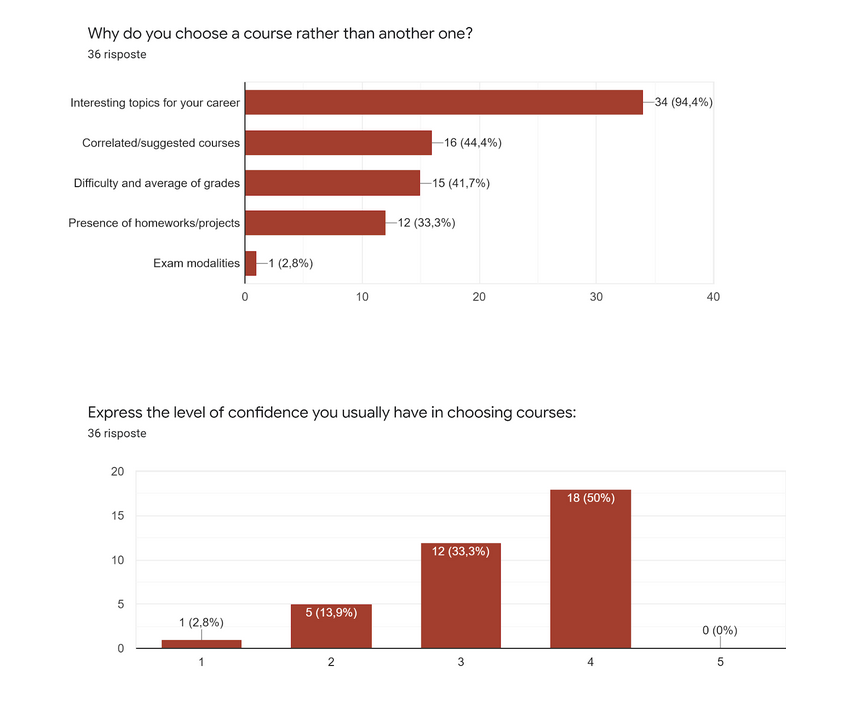 Why do you choose a course rather than another one?
36 risposte
Interesting topics for your career
34 (94,4%)
Correlated/suggested courses
16 (44,4%)
Difficulty and average of grades
15 (41,7%)
Presence of homeworks/projects
12 (33,3%)
Exam modalities
1 (2,8%)
0 10 20 30 40
Express the level of confidence you usually have in choosing courses:
36 risposte
20
15
10
5
0
1 (2,8%)
5 (13,9%)
12 (33,3%)
18 (50%)
0 (0%)
1 2 3 4 5